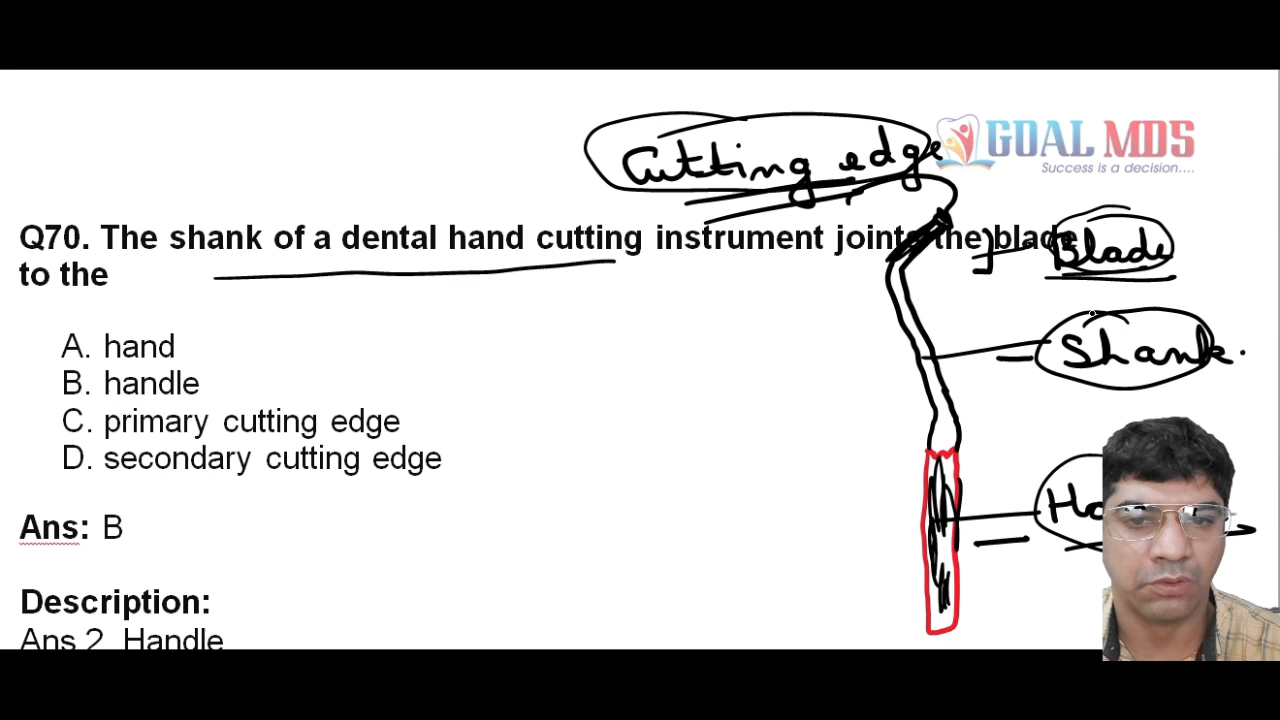 GOAL MDS
Success is a decision....
Cutting edge
Q70. The shank of a dental hand cutting instrument joints the blade
to the
Blade
A. hand
Shank.
B. handle
C. primary cutting edge
D. secondary cutting edge
Ans: B
Description:
Ans 2. Handle